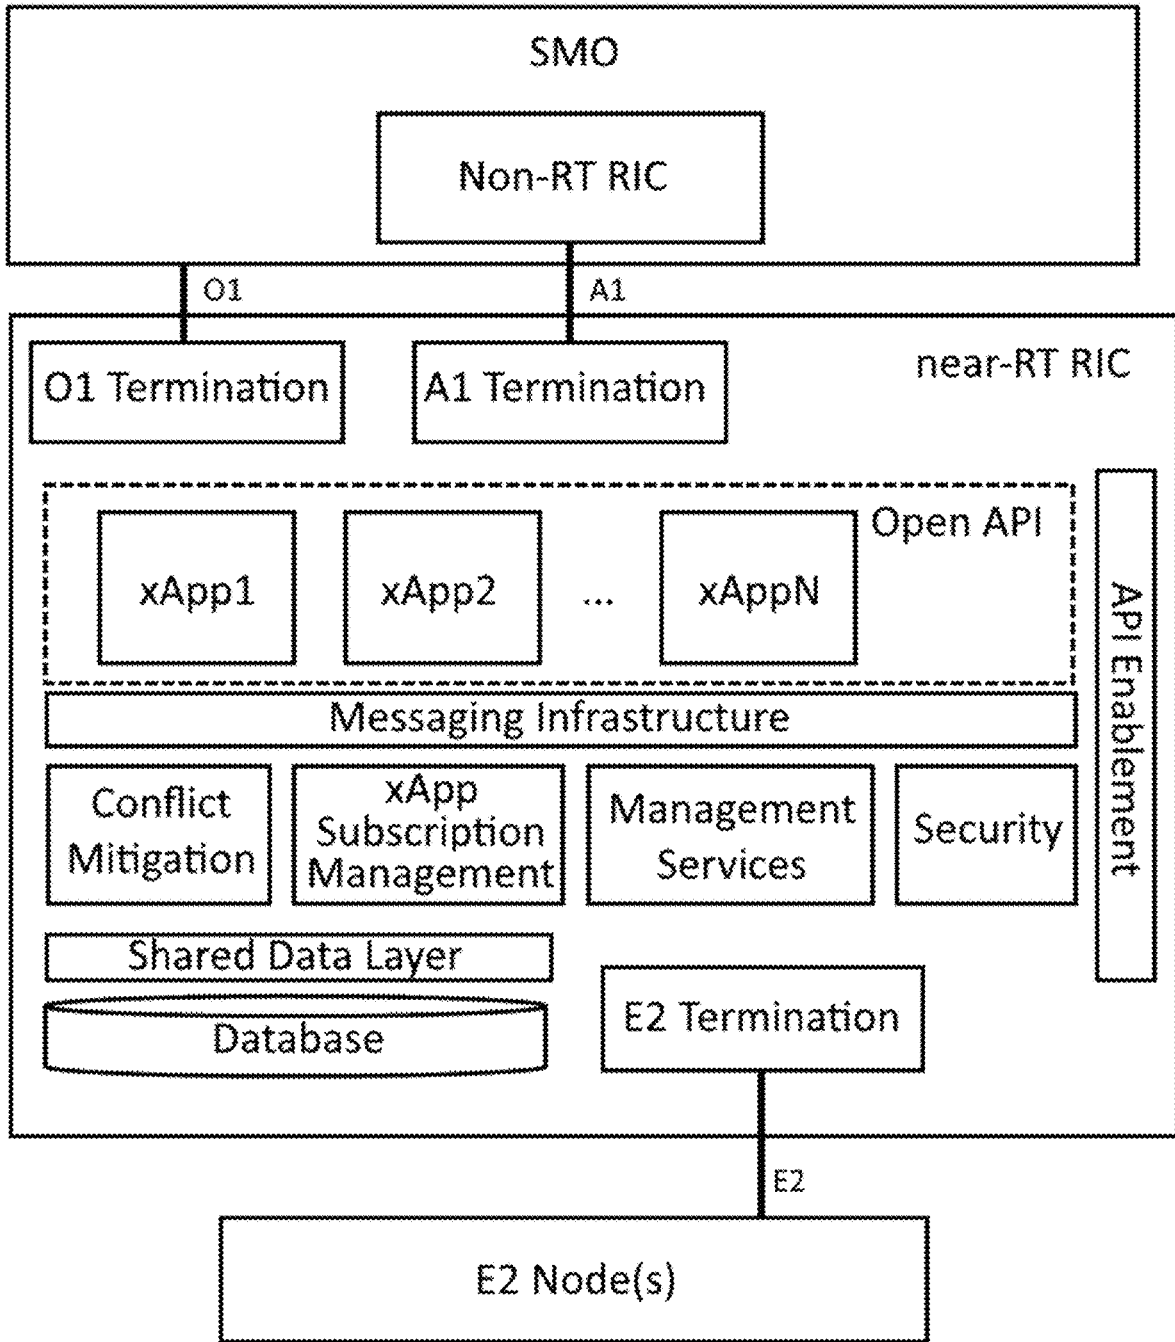 SMO
Non-RT RIC
O1
A1
near-RT RIC
O1 Termination
A1 Termination
Open API
xApp1
xApp2
...
xAppN
API Enablement
Messaging Infrastructure
Conflict
Mitigation
xApp
Subscription
Management
Management
Services
Security
Shared Data Layer
Database
E2 Termination
E2
E2 Node(s)